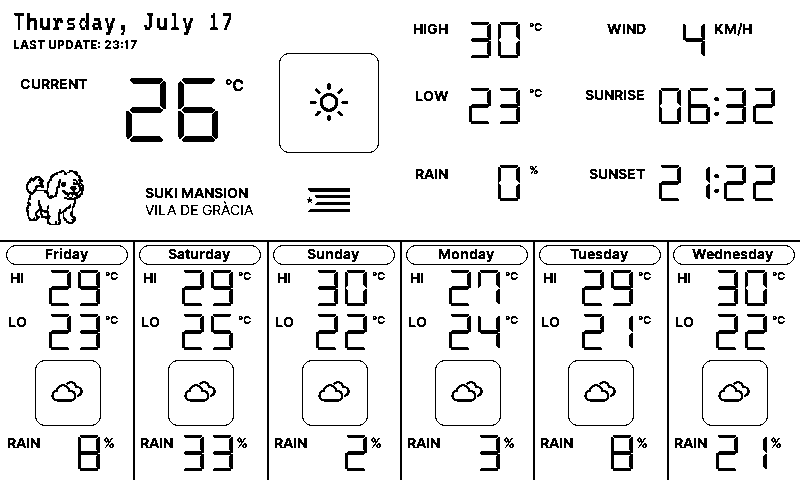 Thursday, July 17
LAST UPDATE: 23:17
CURRENT 26 °C
SUKI MANSION
VILA DE GRÀCIA
HIGH 30 °C
LOW 23 °C
RAIN 0 %
WIND 4 KM/H
SUNRISE 06:32
SUNSET 21:22
Friday
HI 29 °C
LO 23 °C
RAIN 8 %
Saturday
HI 29 °C
LO 25 °C
RAIN 33 %
Sunday
HI 30 °C
LO 22 °C
RAIN 2 %
Monday
HI 27 °C
LO 24 °C
RAIN 3 %
Tuesday
HI 29 °C
LO 21 °C
RAIN 8 %
Wednesday
HI 30 °C
LO 22 °C
RAIN 21 %